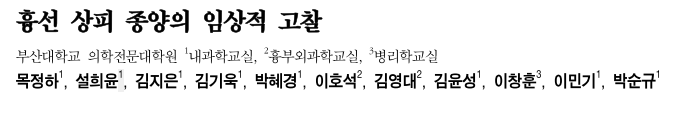 흉선 상피 종양의 임상적 고찰
부산대학교 의학전문대학원 ¹내과학교실, ²흉부외과학교실, ³병리학교실
목정하¹, 설희윤¹, 김지은¹, 김기욱¹, 박혜경¹, 이호석², 김영대², 김윤성¹, 이창훈³, 이민기¹, 박순규¹